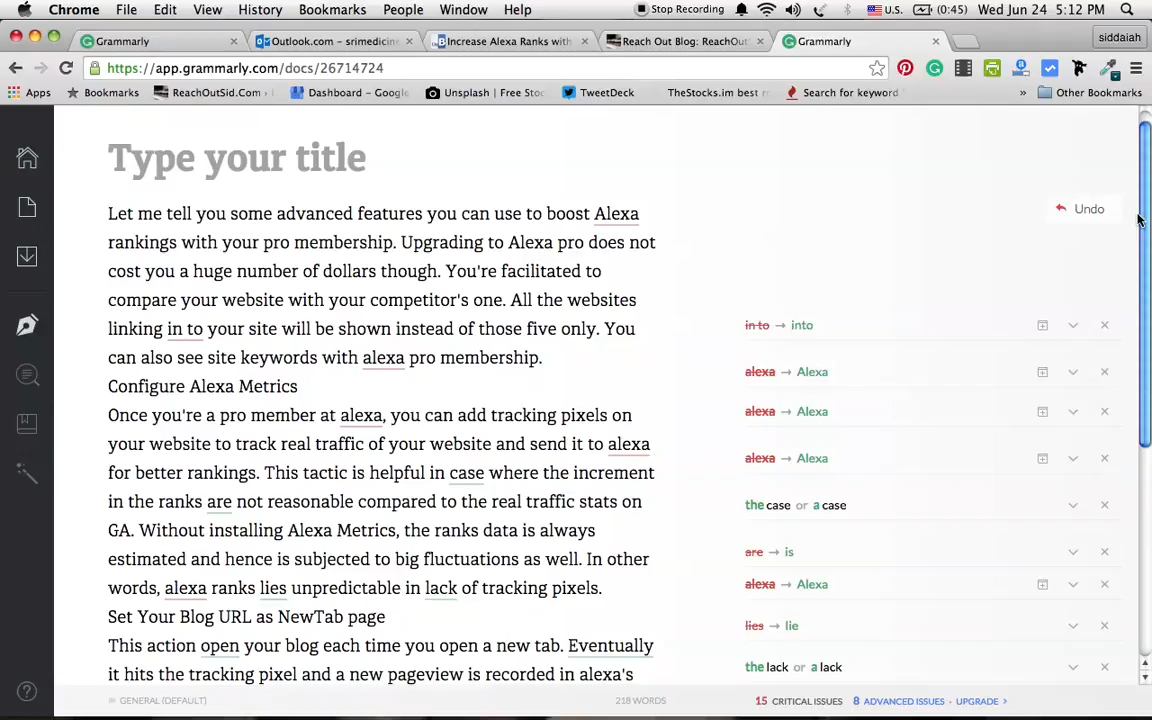 Chrome File Edit View History Bookmarks People Window Help Stop Recording U.S. (0:45) Wed Jun 24 5:12 PM
Grammarly Outlook.com – srimedicine Increase Alexa Ranks with Reach Out Blog: ReachOut Grammarly siddaiah
https://app.grammarly.com/docs/26714724
Apps Bookmarks ReachOutSid.Com › Dashboard – Google Unsplash | Free Sto TweetDeck TheStocks.im best Search for keyword » Other Bookmarks
Type your title
Undo
Let me tell you some advanced features you can use to boost Alexa
rankings with your pro membership. Upgrading to Alexa pro does not
cost you a huge number of dollars though. You're facilitated to
compare your website with your competitor's one. All the websites
linking in to your site will be shown instead of those five only. You
can also see site keywords with alexa pro membership.
Configure Alexa Metrics
Once you're a pro member at alexa, you can add tracking pixels on
your website to track real traffic of your website and send it to alexa
for better rankings. This tactic is helpful in case where the increment
in the ranks are not reasonable compared to the real traffic stats on
GA. Without installing Alexa Metrics, the ranks data is always
estimated and hence is subjected to big fluctuations as well. In other
words, alexa ranks lies unpredictable in lack of tracking pixels.
Set Your Blog URL as NewTab page
This action open your blog each time you open a new tab. Eventually
it hits the tracking pixel and a new pageview is recorded in alexa's
in to → into
alexa → Alexa
alexa → Alexa
alexa → Alexa
the case or a case
are → is
alexa → Alexa
lies → lie
the lack or a lack
GENERAL (DEFAULT) 218 WORDS 15 CRITICAL ISSUES 8 ADVANCED ISSUES - UPGRADE ›